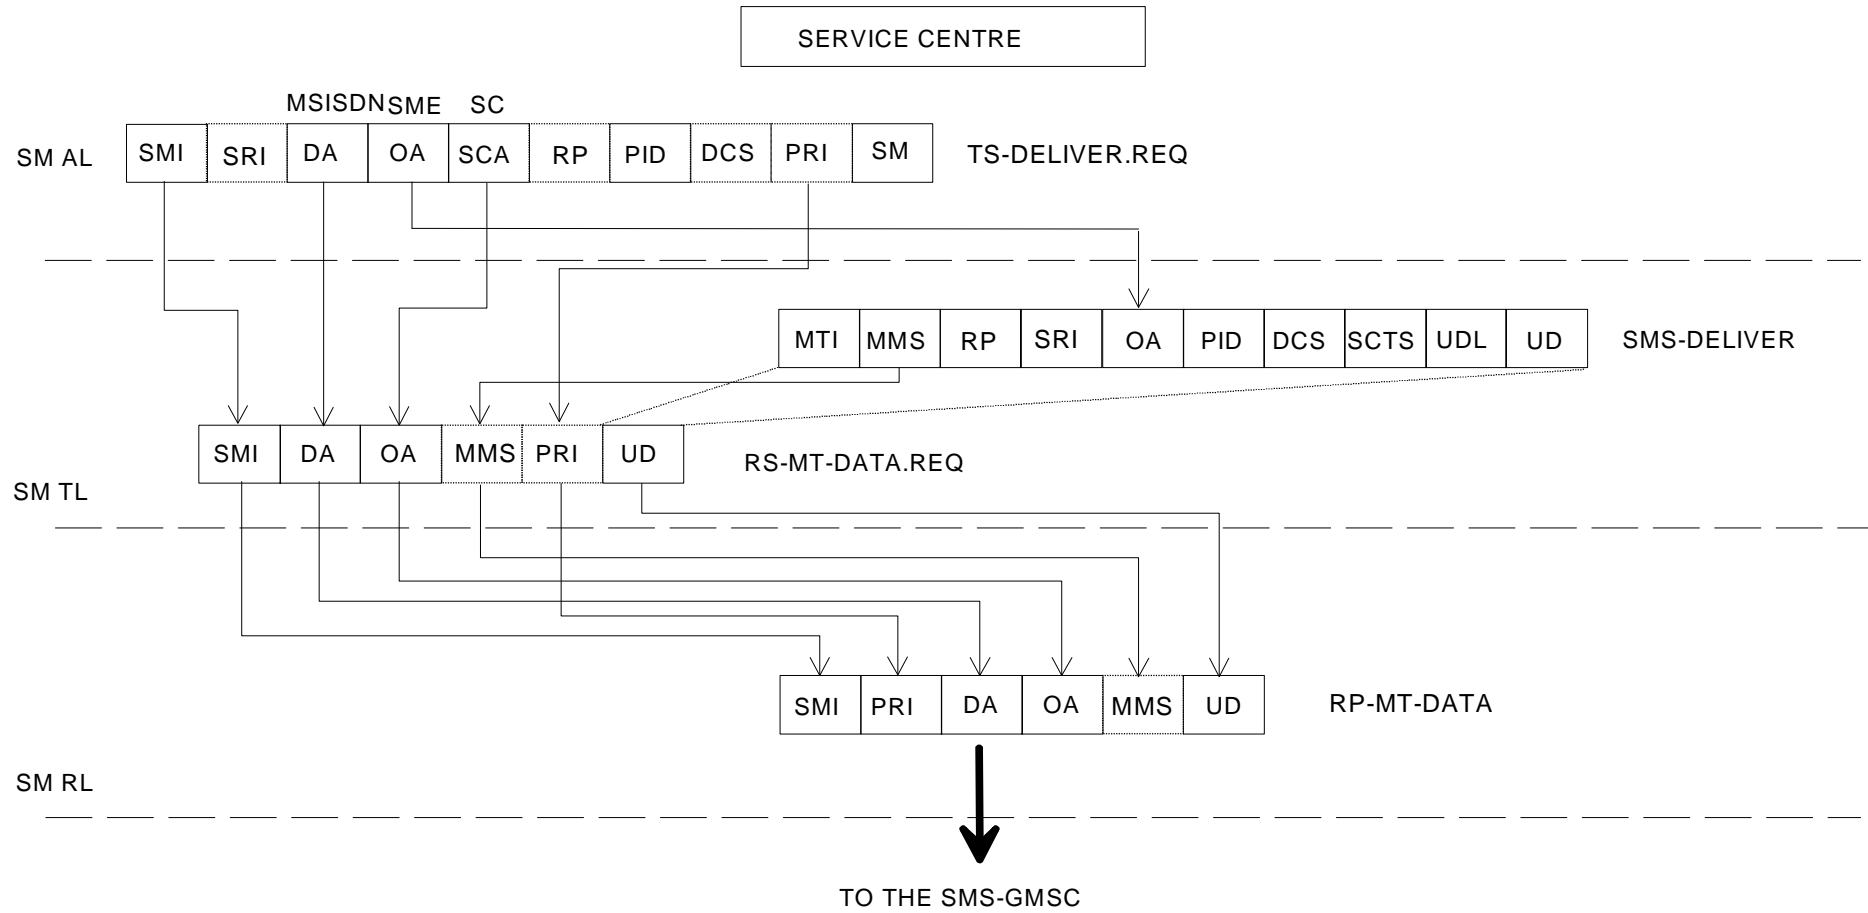 SERVICE CENTRE
MSISDN SME SC
SM AL SMI SRI DA OA SCA RP PID DCS PRI SM TS-DELIVER.REQ
MTI MMS RP SRI OA PID DCS SCTS UDL UD SMS-DELIVER
SMI DA OA MMS PRI UD RS-MT-DATA.REQ
SM TL
SMI PRI DA OA MMS UD RP-MT-DATA
SM RL
TO THE SMS-GMSC